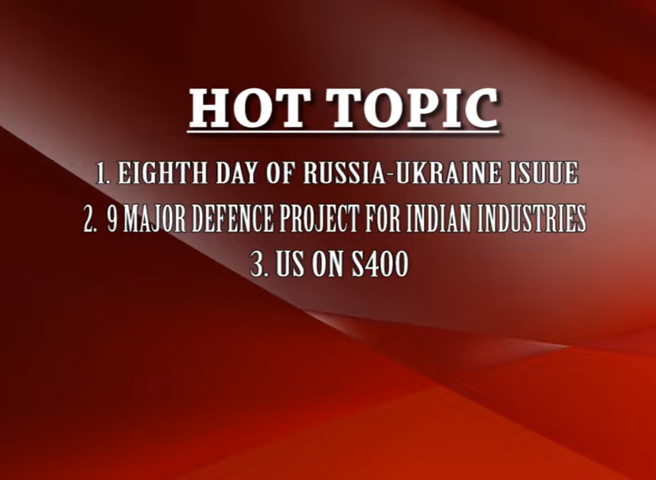 HOT TOPIC
1. EIGHTH DAY OF RUSSIA-UKRAINE ISUUE
2. 9 MAJOR DEFENCE PROJECT FOR INDIAN INDUSTRIES
3. US ON S400